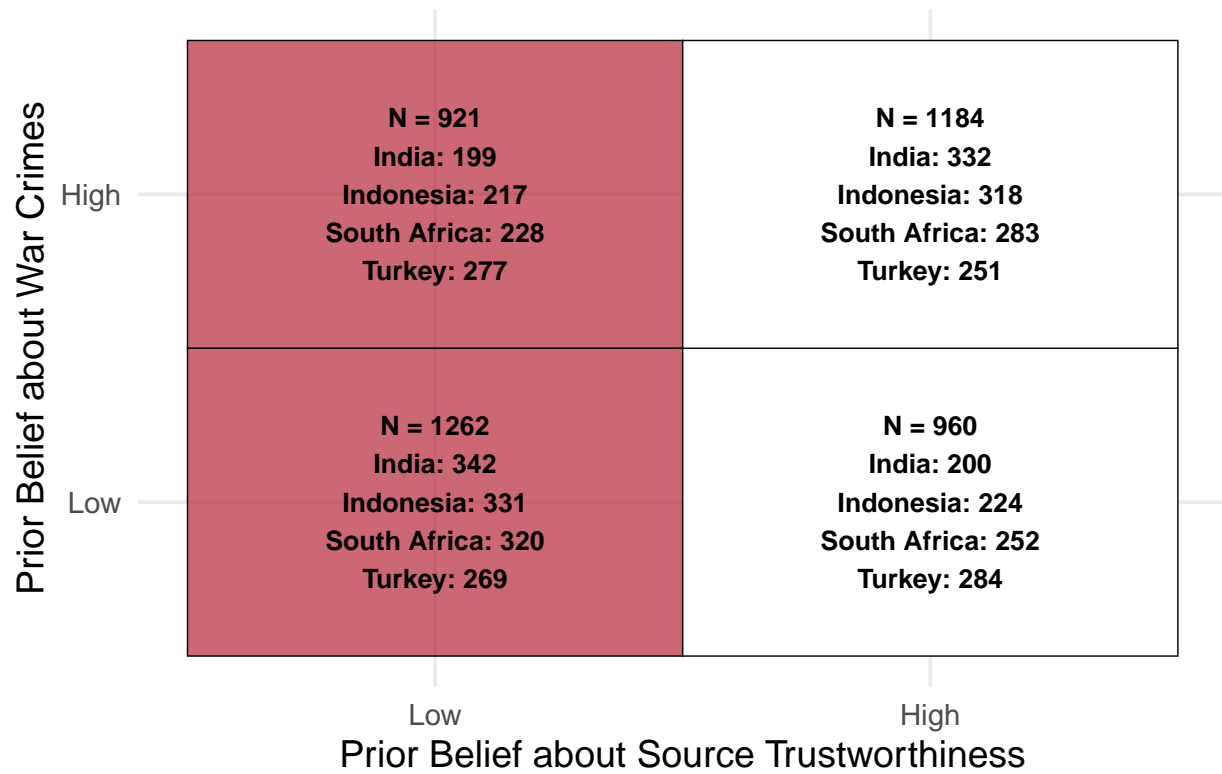 Prior Belief about War Crimes
High
Low
N = 921
India: 199
Indonesia: 217
South Africa: 228
Turkey: 277
N = 1184
India: 332
Indonesia: 318
South Africa: 283
Turkey: 251
N = 1262
India: 342
Indonesia: 331
South Africa: 320
Turkey: 269
N = 960
India: 200
Indonesia: 224
South Africa: 252
Turkey: 284
Low
High
Prior Belief about Source Trustworthiness